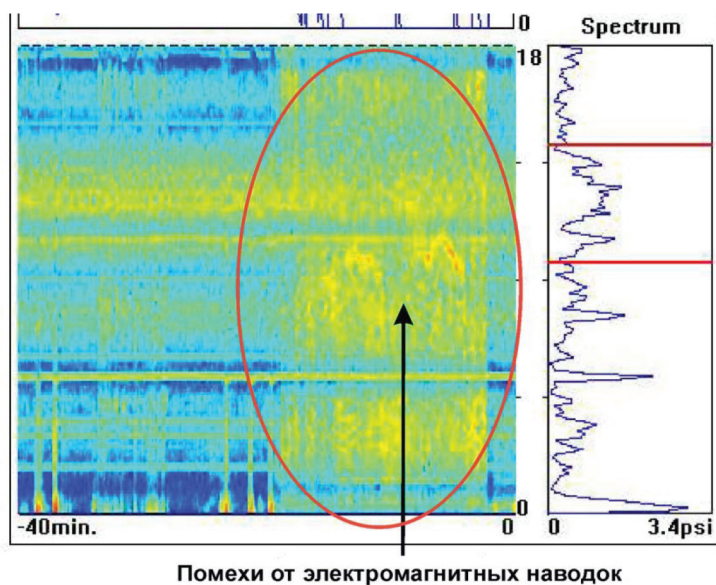 0
Spectrum
18
0
-40min.
0
0
3.4psi
Помехи от электромагнитных наводок